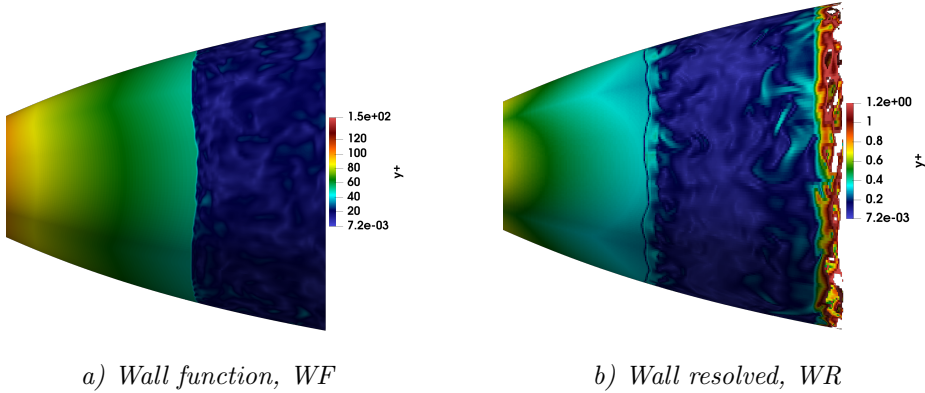 1.5e+02
120
100
80
60
40
20
7.2e-03
y+
1.2e+00
1
0.8
0.6
0.4
0.2
7.2e-03
y+
a) Wall function, WF
b) Wall resolved, WR